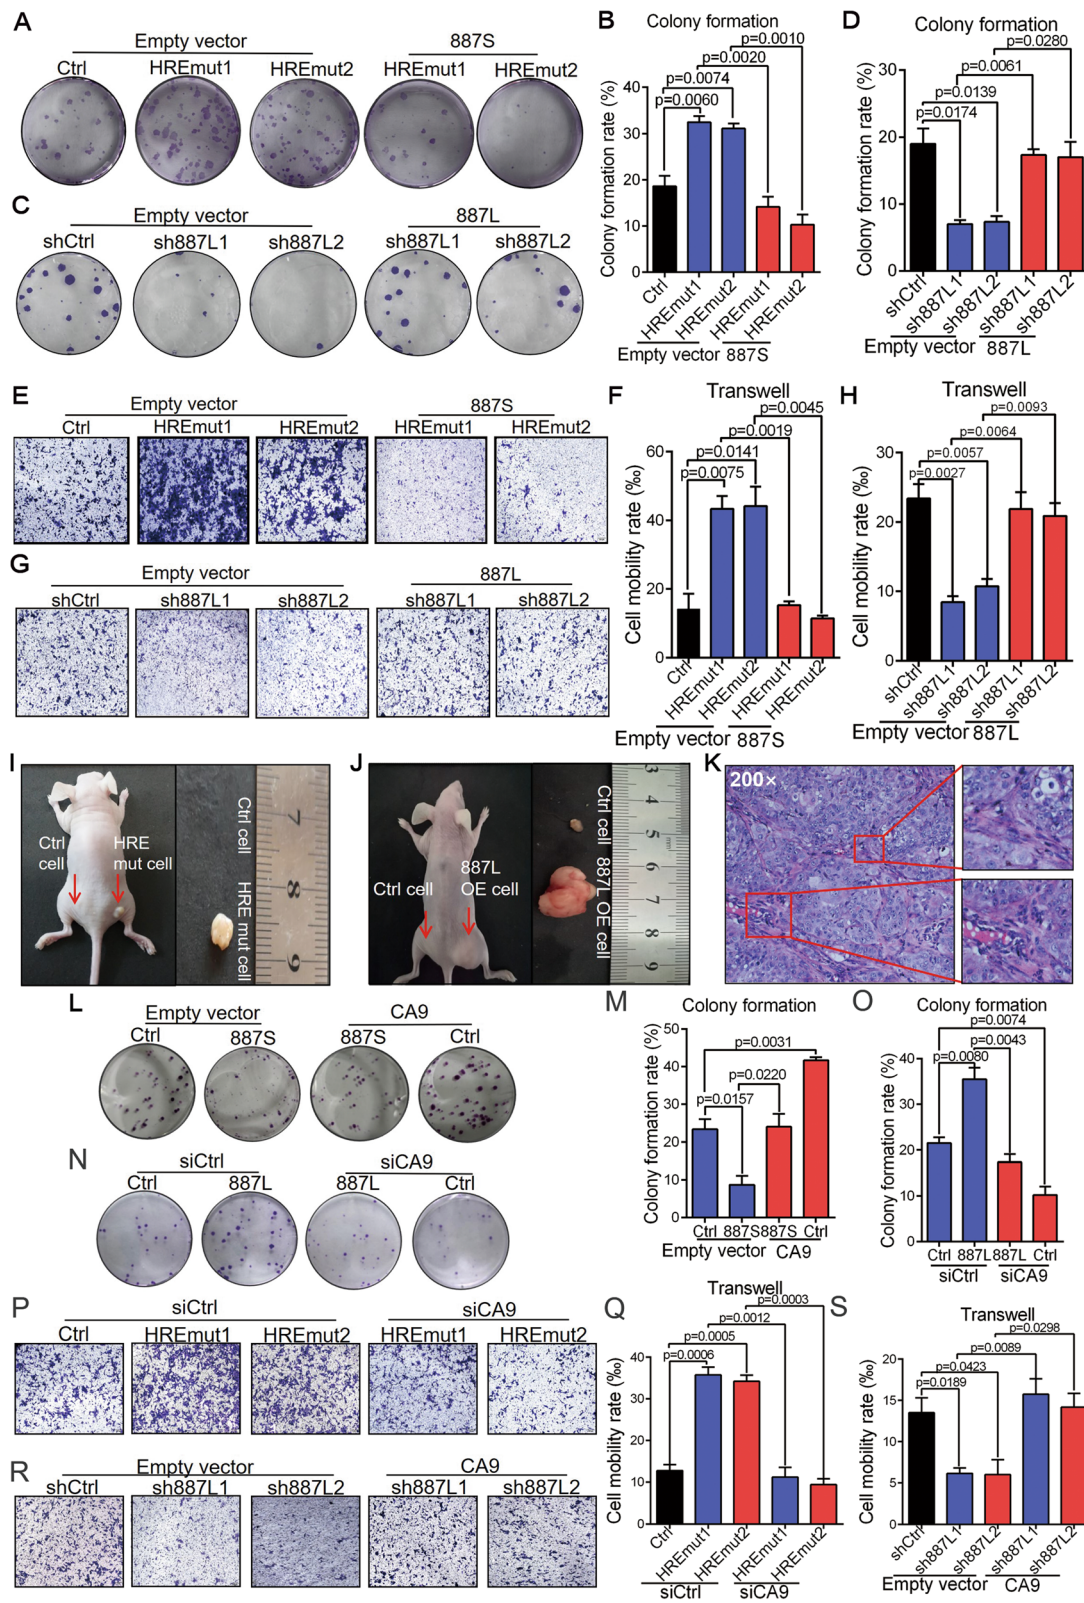 A
Empty vector
887S
Ctrl
HREmut1
HREmut2
HREmut1
HREmut2
B
Colony formation
p=0.0010
p=0.0020
p=0.0074
p=0.0060
Colony formation rate (%)
40
30
20
10
0
Ctrl
HREmut1
HREmut2
HREmut1
HREmut2
Empty vector
887S
C
Empty vector
887L
shCtrl
sh887L1
sh887L2
sh887L1
sh887L2
D
Colony formation
p=0.0280
p=0.0061
p=0.0139
p=0.0174
Colony formation rate (%)
30
20
10
0
shCtrl
sh887L1
sh887L2
sh887L1
sh887L2
Empty vector
887L
E
Empty vector
887S
Ctrl
HREmut1
HREmut2
HREmut1
HREmut2
F
Transwell
p=0.0045
p=0.0019
p=0.0141
p=0.0075
Cell mobility rate (‰)
60
40
20
0
Ctrl
HREmut1
HREmut2
HREmut1
HREmut2
Empty vector
887S
G
Empty vector
887L
shCtrl
sh887L1
sh887L2
sh887L1
sh887L2
H
Transwell
p=0.0093
p=0.0064
p=0.0057
p=0.0027
Cell mobility rate (‰)
30
20
10
0
shCtrl
sh887L1
sh887L2
sh887L1
sh887L2
Empty vector
887L
I
Ctrl
cell
HRE
mut cell
Ctrl cell
HRE mut cell
7
8
9
J
Ctrl cell
887L
OE cell
Ctrl cell
887L OE cell
3
4
5
6
7
8
9
K
200×
L
Empty vector
CA9
Ctrl
887S
887S
Ctrl
M
Colony formation
p=0.0031
p=0.0220
p=0.0157
Colony formation rate (%)
50
40
30
20
10
0
Ctrl
887S
887S
Ctrl
Empty vector
CA9
N
siCtrl
siCA9
Ctrl
887L
887L
Ctrl
O
Colony formation
p=0.0074
p=0.0043
p=0.0080
Colony formation rate (%)
40
30
20
10
0
Ctrl
887L
887L
Ctrl
siCtrl
siCA9
P
siCtrl
siCA9
Ctrl
HREmut1
HREmut2
HREmut1
HREmut2
Q
Transwell
p=0.0003
p=0.0012
p=0.0005
p=0.0006
Cell mobility rate (‰)
40
30
20
10
0
Ctrl
HREmut1
HREmut2
HREmut1
HREmut2
siCtrl
siCA9
R
Empty vector
CA9
shCtrl
sh887L1
sh887L2
sh887L1
sh887L2
S
Transwell
p=0.0298
p=0.0089
p=0.0423
p=0.0189
Cell mobility rate (‰)
20
15
10
5
0
shCtrl
sh887L1
sh887L2
sh887L1
sh887L2
Empty vector
CA9